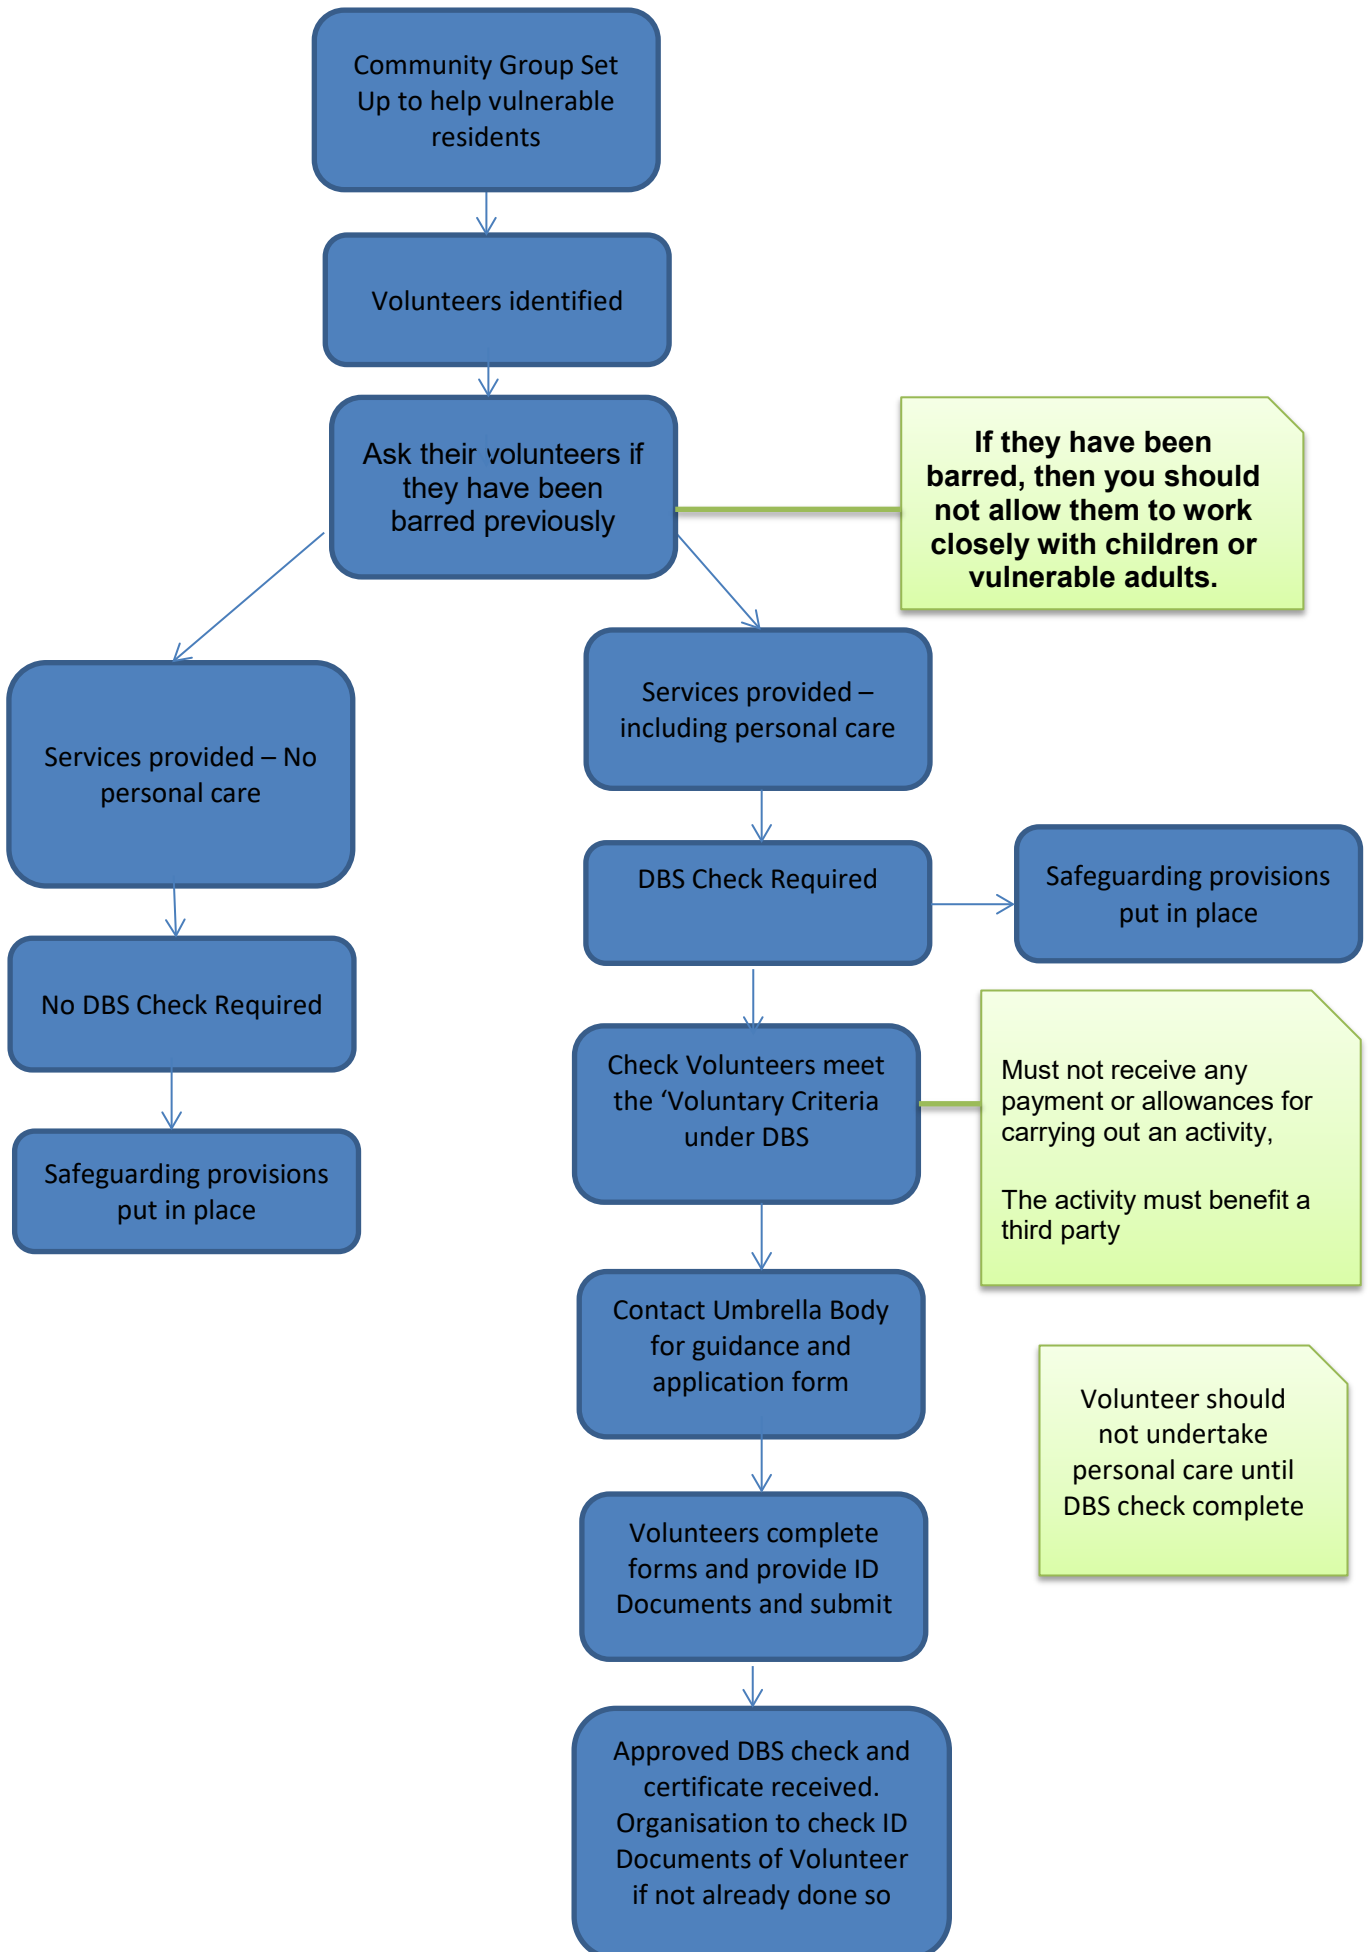 Community Group Set
Up to help vulnerable
residents
Volunteers identified
Ask their volunteers if
they have been
barred previously
If they have been
barred, then you should
not allow them to work
closely with children or
vulnerable adults.
Services provided – No
personal care
Services provided –
including personal care
DBS Check Required
Safeguarding provisions
put in place
No DBS Check Required
Check Volunteers meet
the ‘Voluntary Criteria
under DBS
Must not receive any
payment or allowances for
carrying out an activity,
The activity must benefit a
third party
Safeguarding provisions
put in place
Contact Umbrella Body
for guidance and
application form
Volunteer should
not undertake
personal care until
DBS check complete
Volunteers complete
forms and provide ID
Documents and submit
Approved DBS check and
certificate received.
Organisation to check ID
Documents of Volunteer
if not already done so